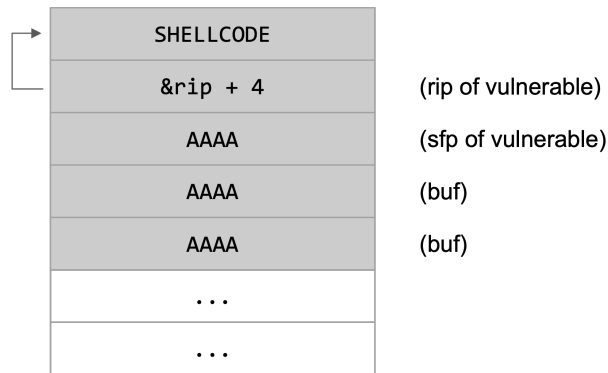 SHELLCODE
&rip + 4 (rip of vulnerable)
AAAA (sfp of vulnerable)
AAAA (buf)
AAAA (buf)
...
...